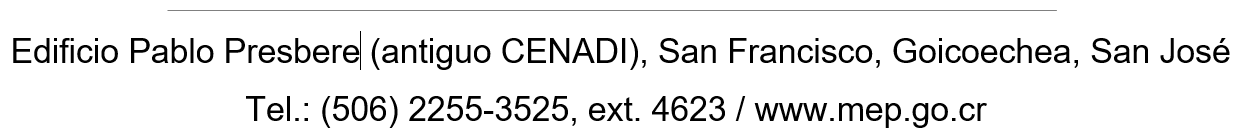 Edificio Pablo Presbere (antiguo CENADI), San Francisco, Goicoechea, San José
Tel.: (506) 2255-3525, ext. 4623 / www.mep.go.cr